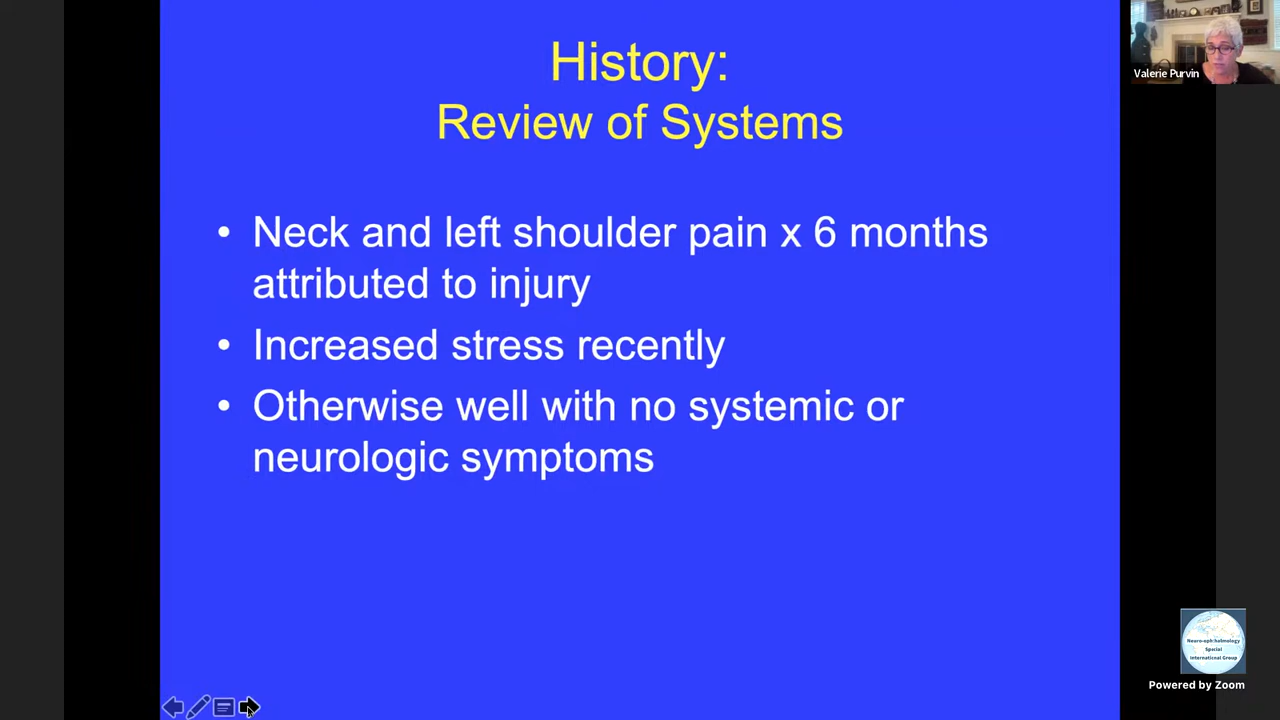 History:
Review of Systems
• Neck and left shoulder pain x 6 months
attributed to injury
• Increased stress recently
• Otherwise well with no systemic or
neurologic symptoms
Valerie Purvin
Neuro-ophthalmology
Special
International Group
Powered by Zoom